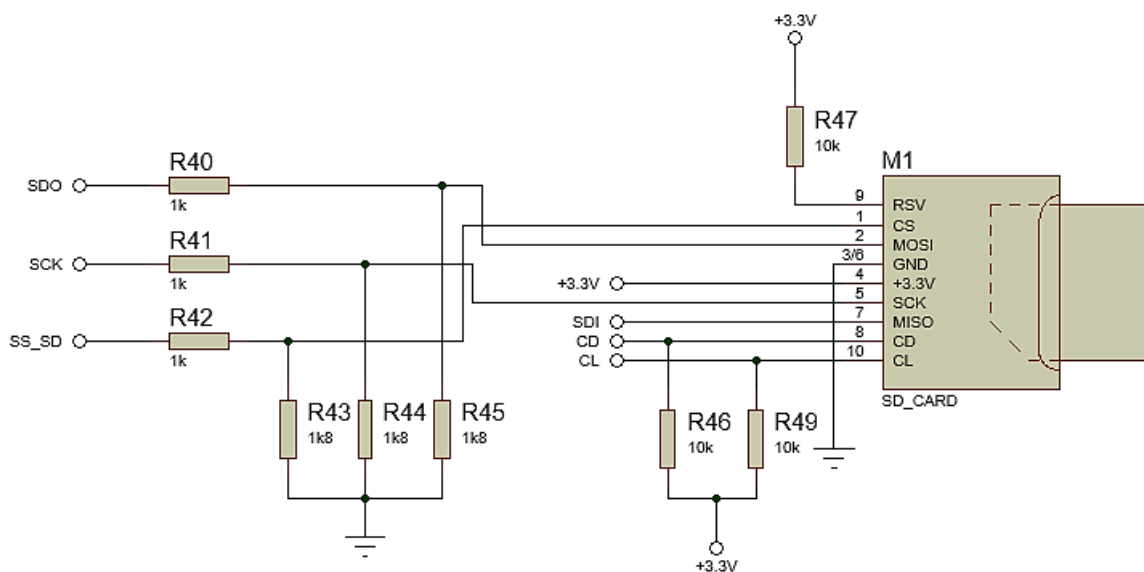 +3.3V
R47
10k
M1
R40
SDO
1k
9 RSV
1 CS
2 MOSI
R41
3/6 GND
SCK
1k
+3.3V 4 +3.3V
5 SCK
R42
SDI 7 MISO
SS_SD
1k
CD 8 CD
CL 10 CL
SD_CARD
R43 R44 R45 R46 R49
1k8 1k8 1k8 10k 10k
+3.3V